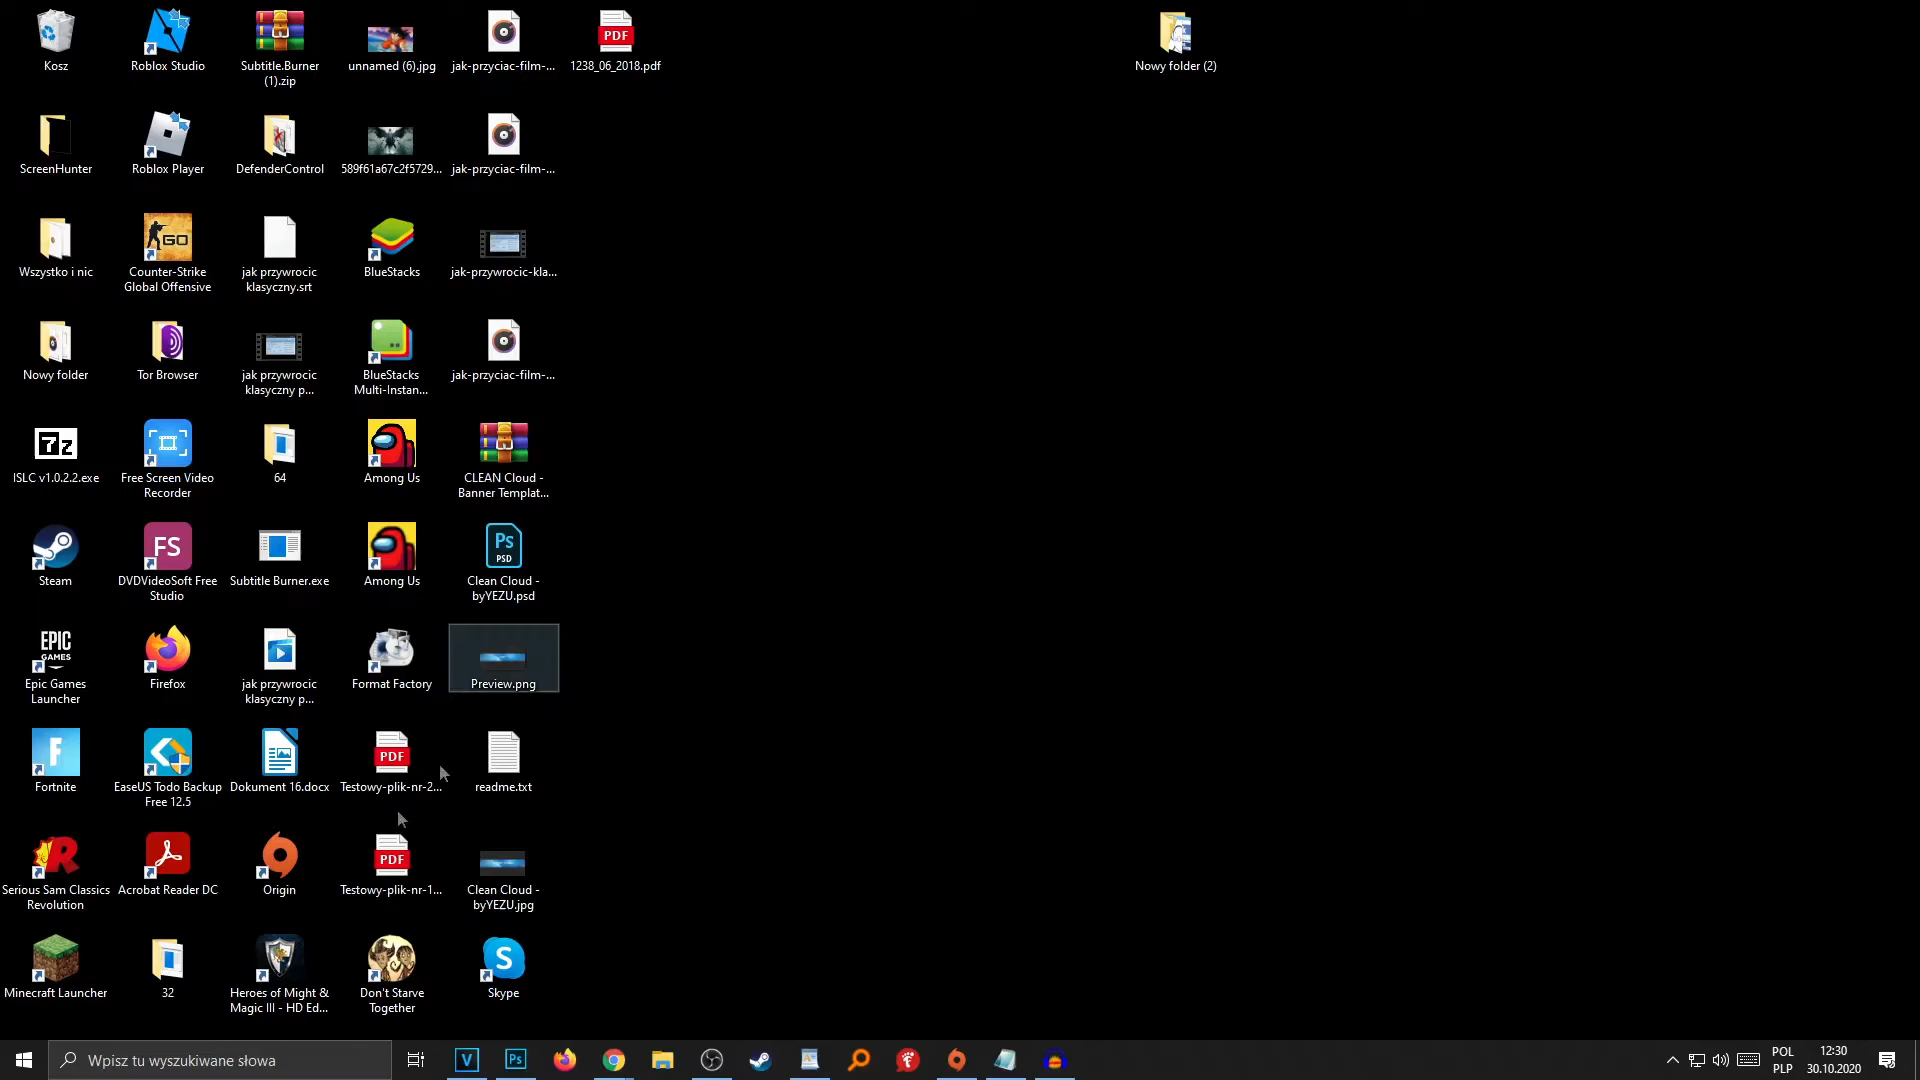 Kosz
Roblox Studio
Subtitle.Burner
(1).zip
unnamed (6).jpg
jak-przyciac-film-...
PDF
1238_06_2018.pdf
Nowy folder (2)
ScreenHunter
Roblox Player
DefenderControl
589f61a67c2f5729...
jak-przyciac-film-...
Wszystko i nic
GO
Counter-Strike
Global Offensive
jak przywrocic
klasyczny.srt
BlueStacks
jak-przywrocic-kla...
Nowy folder
Tor Browser
jak przywrocic
klasyczny p...
BlueStacks
Multi-Instan...
jak-przyciac-film-...
7z
ISLC v1.0.2.2.exe
Free Screen Video
Recorder
64
Among Us
CLEAN Cloud -
Banner Templat...
Steam
FS
DVDVideoSoft Free
Studio
Subtitle Burner.exe
Among Us
Ps
PSD
Clean Cloud -
byYEZU.psd
EPIC
GAMES
Epic Games
Launcher
Firefox
jak przywrocic
klasyczny p...
Format Factory
Preview.png
F
Fortnite
EaseUS Todo Backup
Free 12.5
Dokument 16.docx
PDF
Testowy-plik-nr-2...
readme.txt
R
Serious Sam Classics
Revolution
Acrobat Reader DC
Origin
PDF
Testowy-plik-nr-1...
Clean Cloud -
byYEZU.jpg
Minecraft Launcher
32
Heroes of Might &
Magic III - HD Ed...
Don't Starve
Together
S
Skype
Wpisz tu wyszukiwane słowa
V
Ps
POL
PLP
12:30
30.10.2020